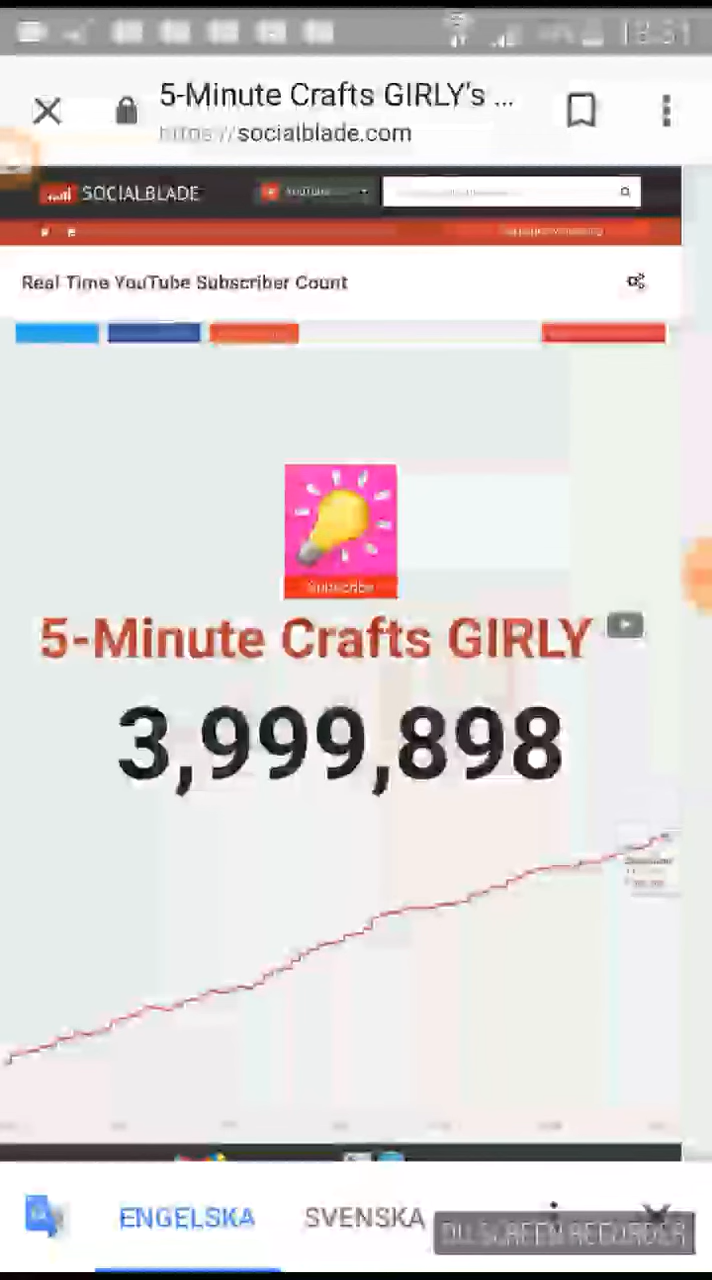 5-Minute Crafts GIRLY's ...
https://socialblade.com
SOCIALBLADE
Real Time YouTube Subscriber Count
Subscribe
5-Minute Crafts GIRLY
3,999,898
ENGELSKA SVENSKA
DU SCREEN RECORDER